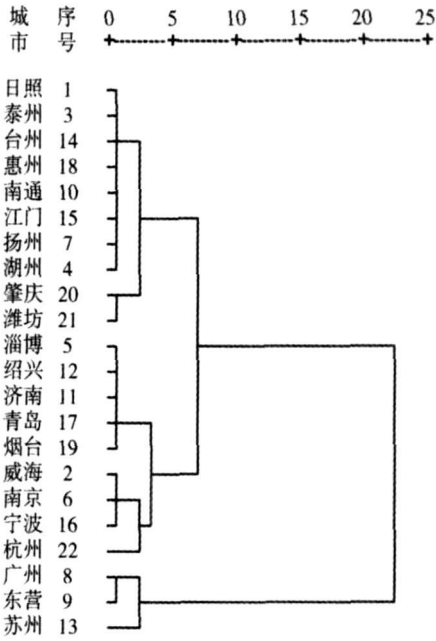 城 序 0 5 10 15 20 25
市 号
日照 1
泰州 3
台州 14
惠州 18
南通 10
江门 15
扬州 7
湖州 4
肇庆 20
潍坊 21
淄博 5
绍兴 12
济南 11
青岛 17
烟台 19
威海 2
南京 6
宁波 16
杭州 22
广州 8
东营 9
苏州 13